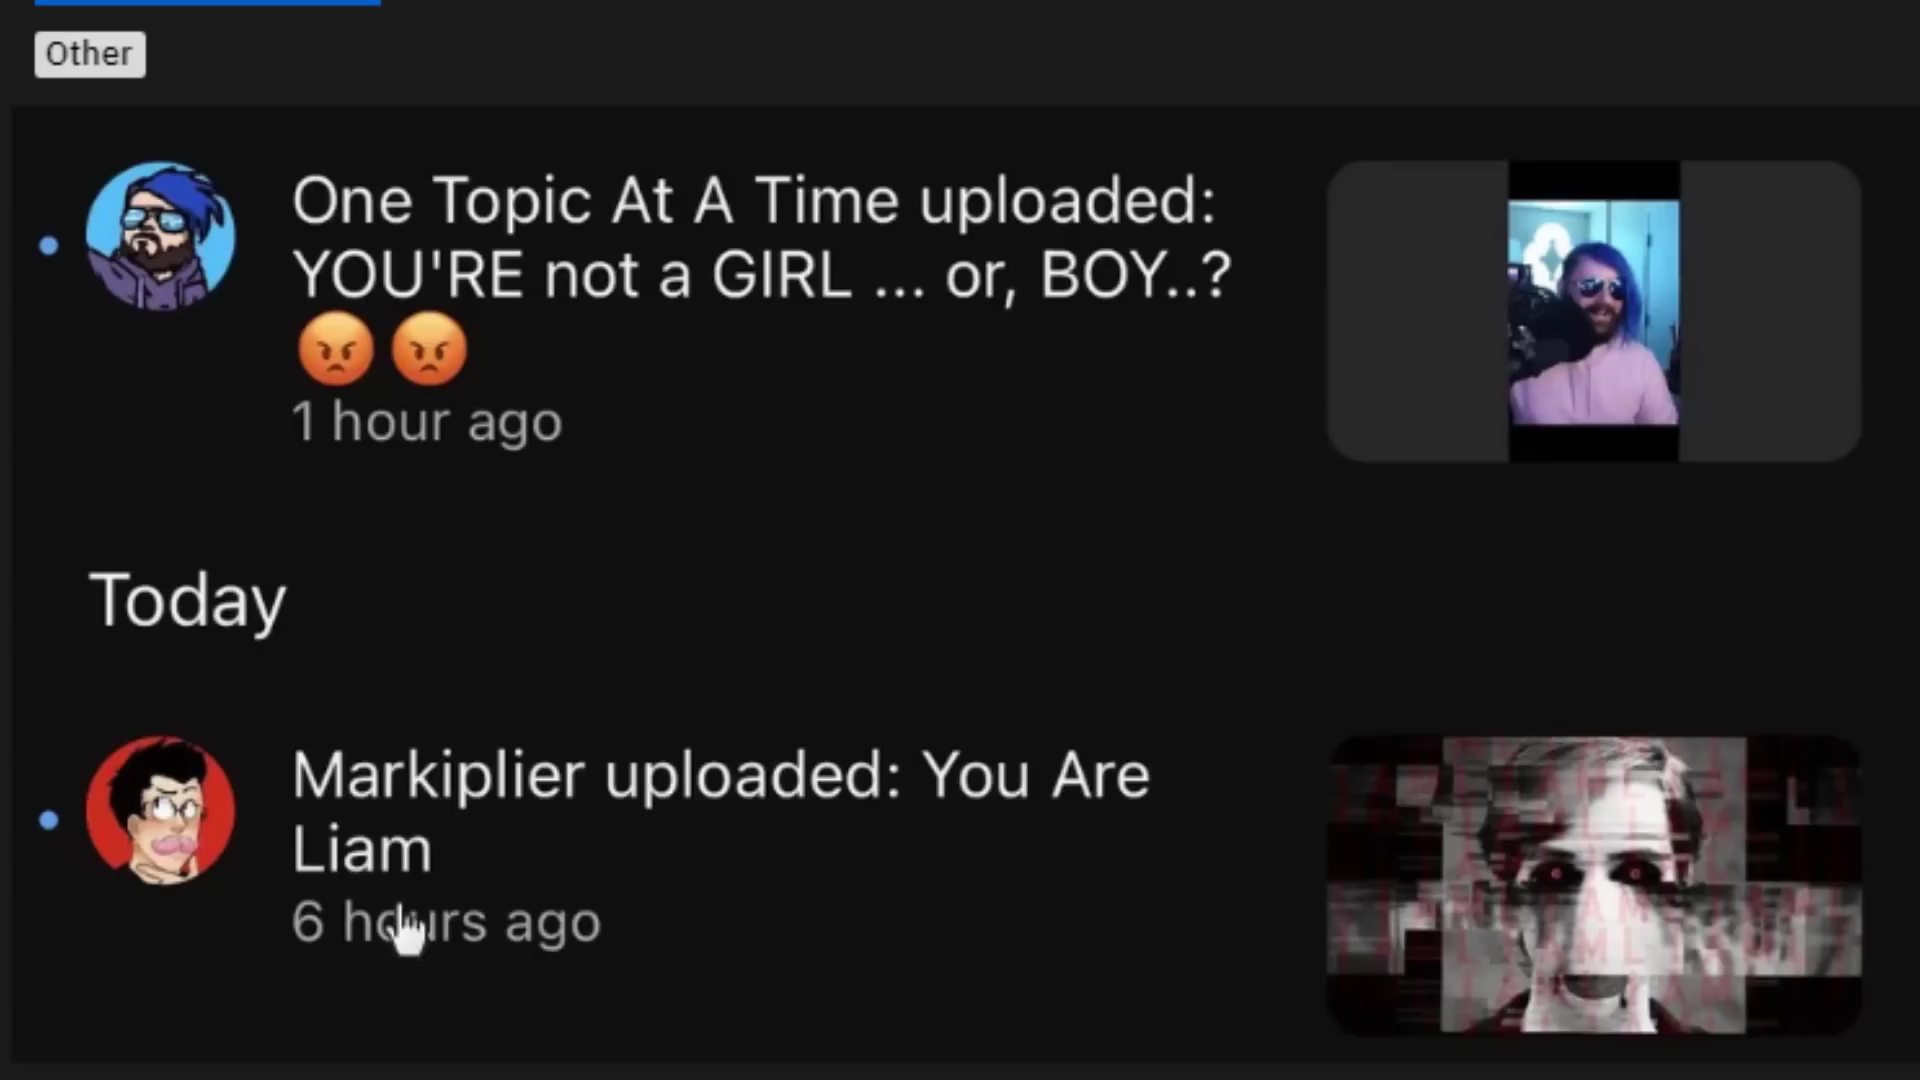 Other
One Topic At A Time uploaded:
YOU'RE not a GIRL ... or, BOY..?
😡 😡
1 hour ago
Today
Markiplier uploaded: You Are
Liam
6 hours ago